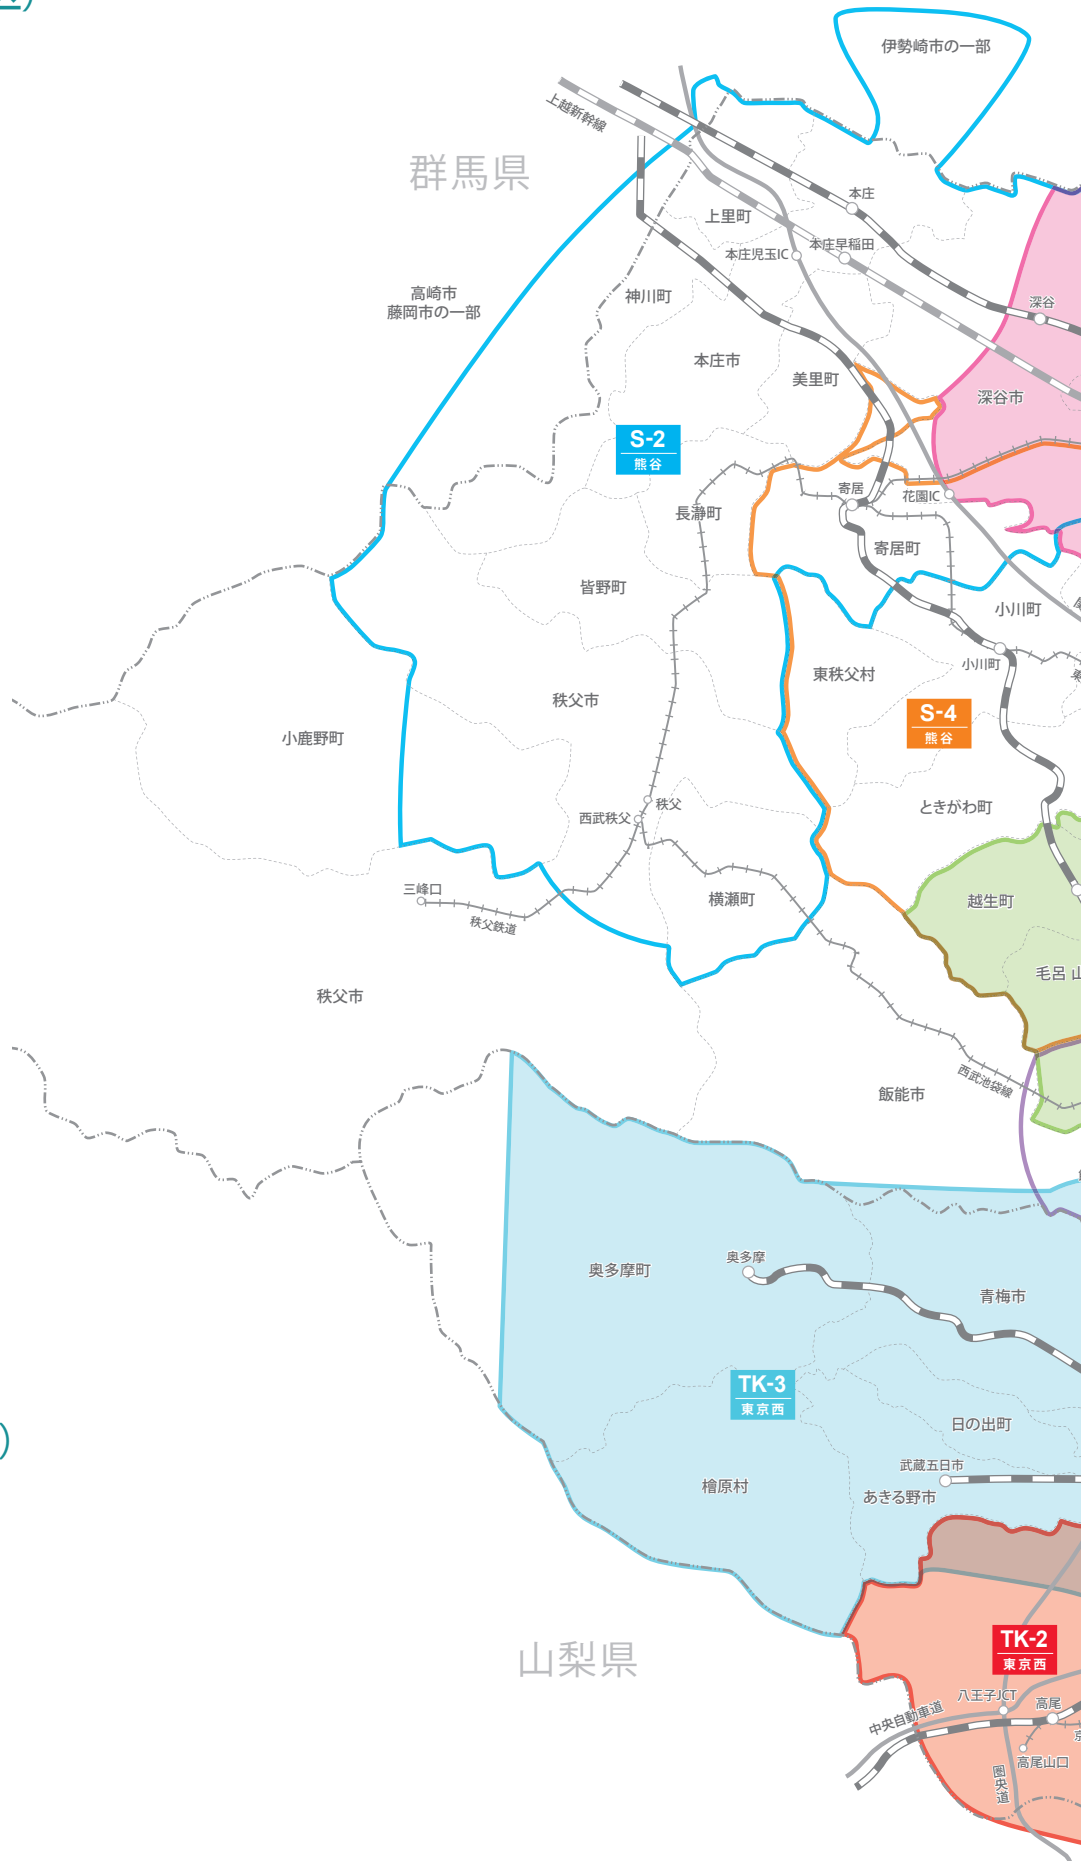 伊勢崎市の一部
上越新幹線
群馬県
本庄
上里町
本庄早稲田
本庄児玉IC
高崎市
藤岡市の一部
神川町
深谷
本庄市
美里町
深谷市
S-2
熊谷
寄居
花園IC
長瀞町
寄居町
皆野町
小川町
小川町
東秩父村
秩父市
S-4
熊谷
小鹿野町
秩父
西武秩父
ときがわ町
三峰口
横瀬町
越生町
秩父鉄道
毛呂山
秩父市
西武池袋線
飯能市
奥多摩
奥多摩町
青梅市
TK-3
東京西
日の出町
武蔵五日市
檜原村
あきる野市
山梨県
TK-2
東京西
八王子JCT
高尾
中央自動車道
高尾山口
圏央道